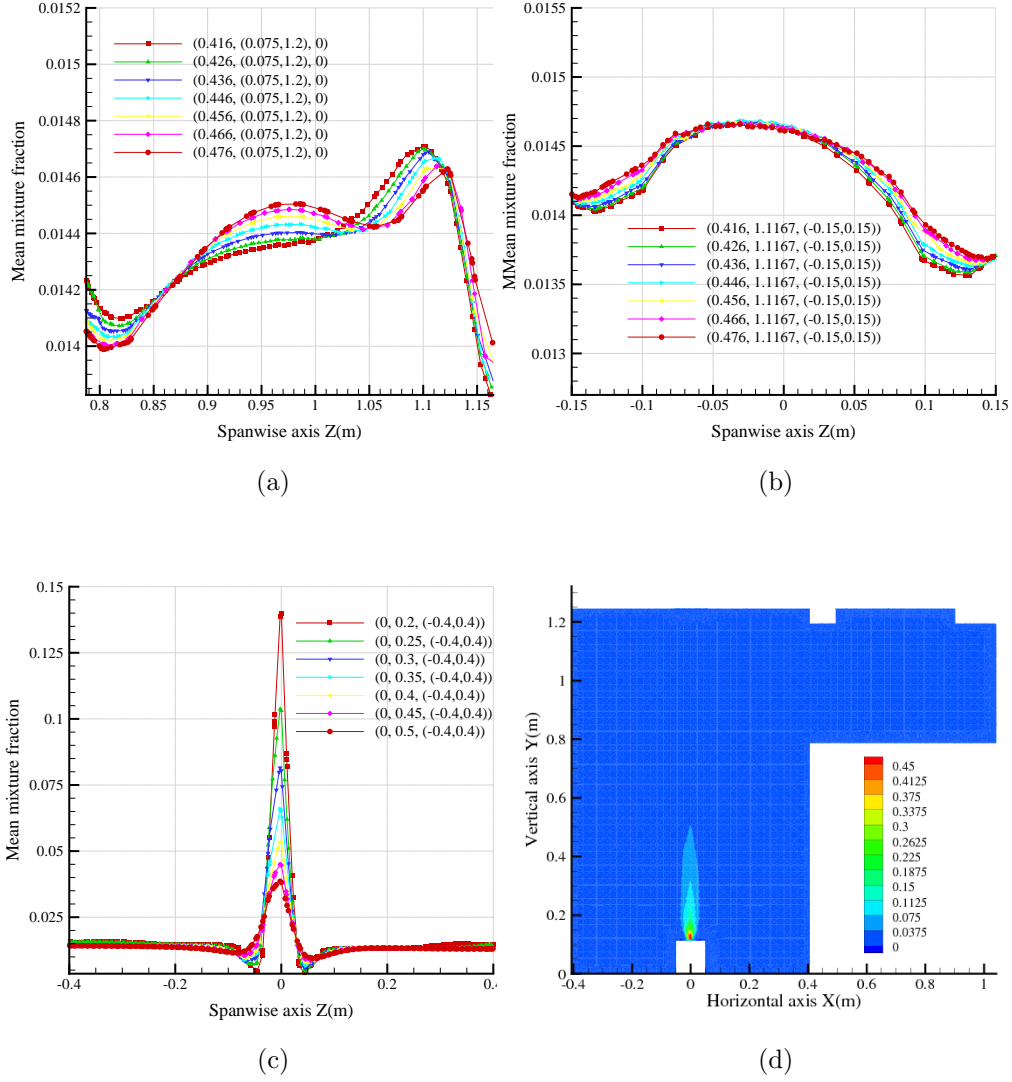 0.0152
0.015
0.0148
0.0146
0.0144
0.0142
0.014
Mean mixture fraction
(0.416, (0.075,1.2), 0)
(0.426, (0.075,1.2), 0)
(0.436, (0.075,1.2), 0)
(0.446, (0.075,1.2), 0)
(0.456, (0.075,1.2), 0)
(0.466, (0.075,1.2), 0)
(0.476, (0.075,1.2), 0)
0.8 0.85 0.9 0.95 1 1.05 1.1 1.15
Spanwise axis Z(m)
(a)
0.0155
0.015
0.0145
0.014
0.0135
0.013
MMean mixture fraction
(0.416, 1.1167, (-0.15,0.15))
(0.426, 1.1167, (-0.15,0.15))
(0.436, 1.1167, (-0.15,0.15))
(0.446, 1.1167, (-0.15,0.15))
(0.456, 1.1167, (-0.15,0.15))
(0.466, 1.1167, (-0.15,0.15))
(0.476, 1.1167, (-0.15,0.15))
-0.15 -0.1 -0.05 0 0.05 0.1 0.15
Spanwise axis Z(m)
(b)
0.15
0.125
0.1
0.075
0.05
0.025
Mean mixture fraction
(0, 0.2, (-0.4,0.4))
(0, 0.25, (-0.4,0.4))
(0, 0.3, (-0.4,0.4))
(0, 0.35, (-0.4,0.4))
(0, 0.4, (-0.4,0.4))
(0, 0.45, (-0.4,0.4))
(0, 0.5, (-0.4,0.4))
-0.4 -0.2 0 0.2 0.4
Spanwise axis Z(m)
(c)
1.2
1
0.8
0.6
0.4
0.2
0
Vertical axis Y(m)
0.45
0.4125
0.375
0.3375
0.3
0.2625
0.225
0.1875
0.15
0.1125
0.075
0.0375
0
-0.4 -0.2 0 0.2 0.4 0.6 0.8 1
Horizontal axis X(m)
(d)